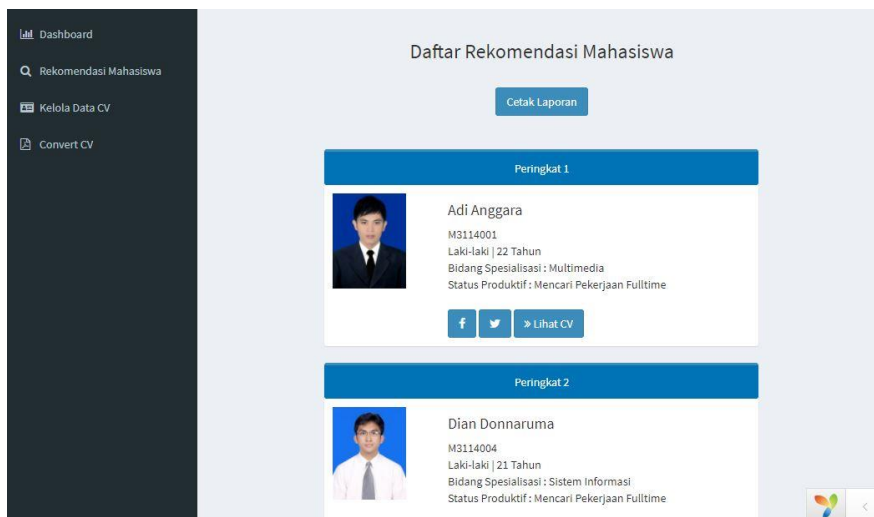 Dashboard
Rekomendasi Mahasiswa
Kelola Data CV
Convert CV
Daftar Rekomendasi Mahasiswa
Cetak Laporan
Peringkat 1
Adi Anggara
M3114001
Laki-laki | 22 Tahun
Bidang Spesialisasi : Multimedia
Status Produktif : Mencari Pekerjaan Fulltime
» Lihat CV
Peringkat 2
Dian Donnaruma
M3114004
Laki-laki | 21 Tahun
Bidang Spesialisasi : Sistem Informasi
Status Produktif : Mencari Pekerjaan Fulltime